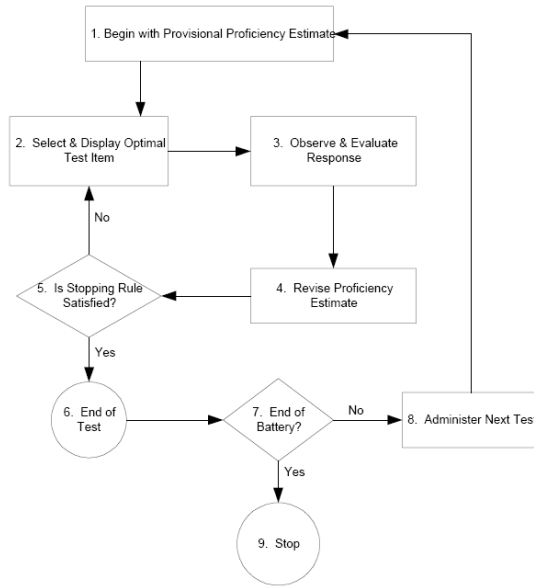 1. Begin with Provisional Proficiency Estimate
2. Select & Display Optimal
Test Item
3. Observe & Evaluate
Response
No
5. Is Stopping Rule
Satisfied?
4. Revise Proficiency
Estimate
Yes
6. End of
Test
7. End of
Battery?
No
8. Administer Next Test
Yes
9. Stop